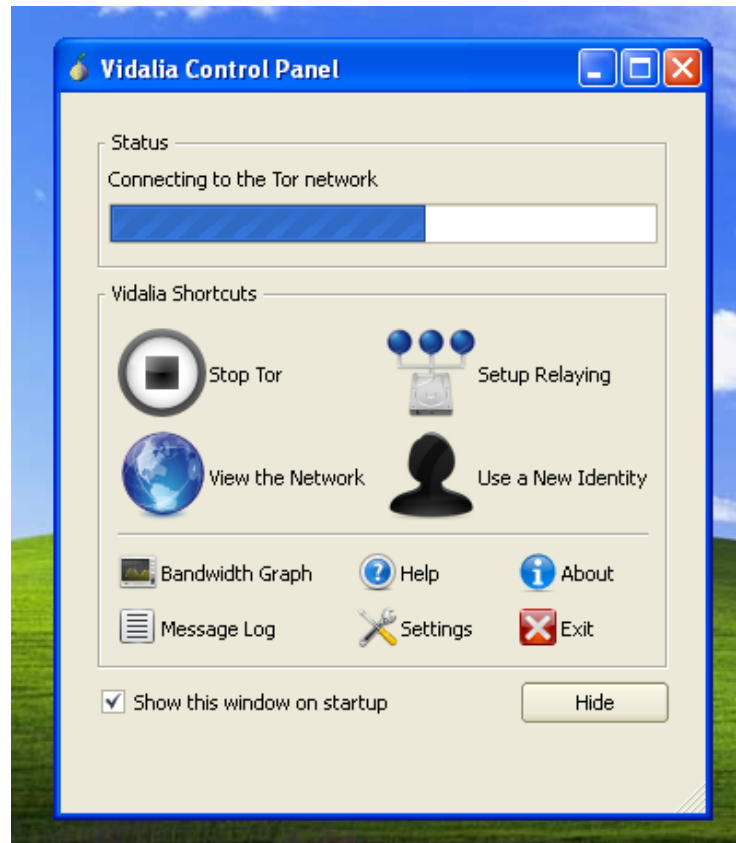 Vidalia Control Panel
Status
Connecting to the Tor network
Vidalia Shortcuts
Stop Tor
Setup Relaying
View the Network
Use a New Identity
Bandwidth Graph
Help
About
Message Log
Settings
Exit
Show this window on startup
Hide